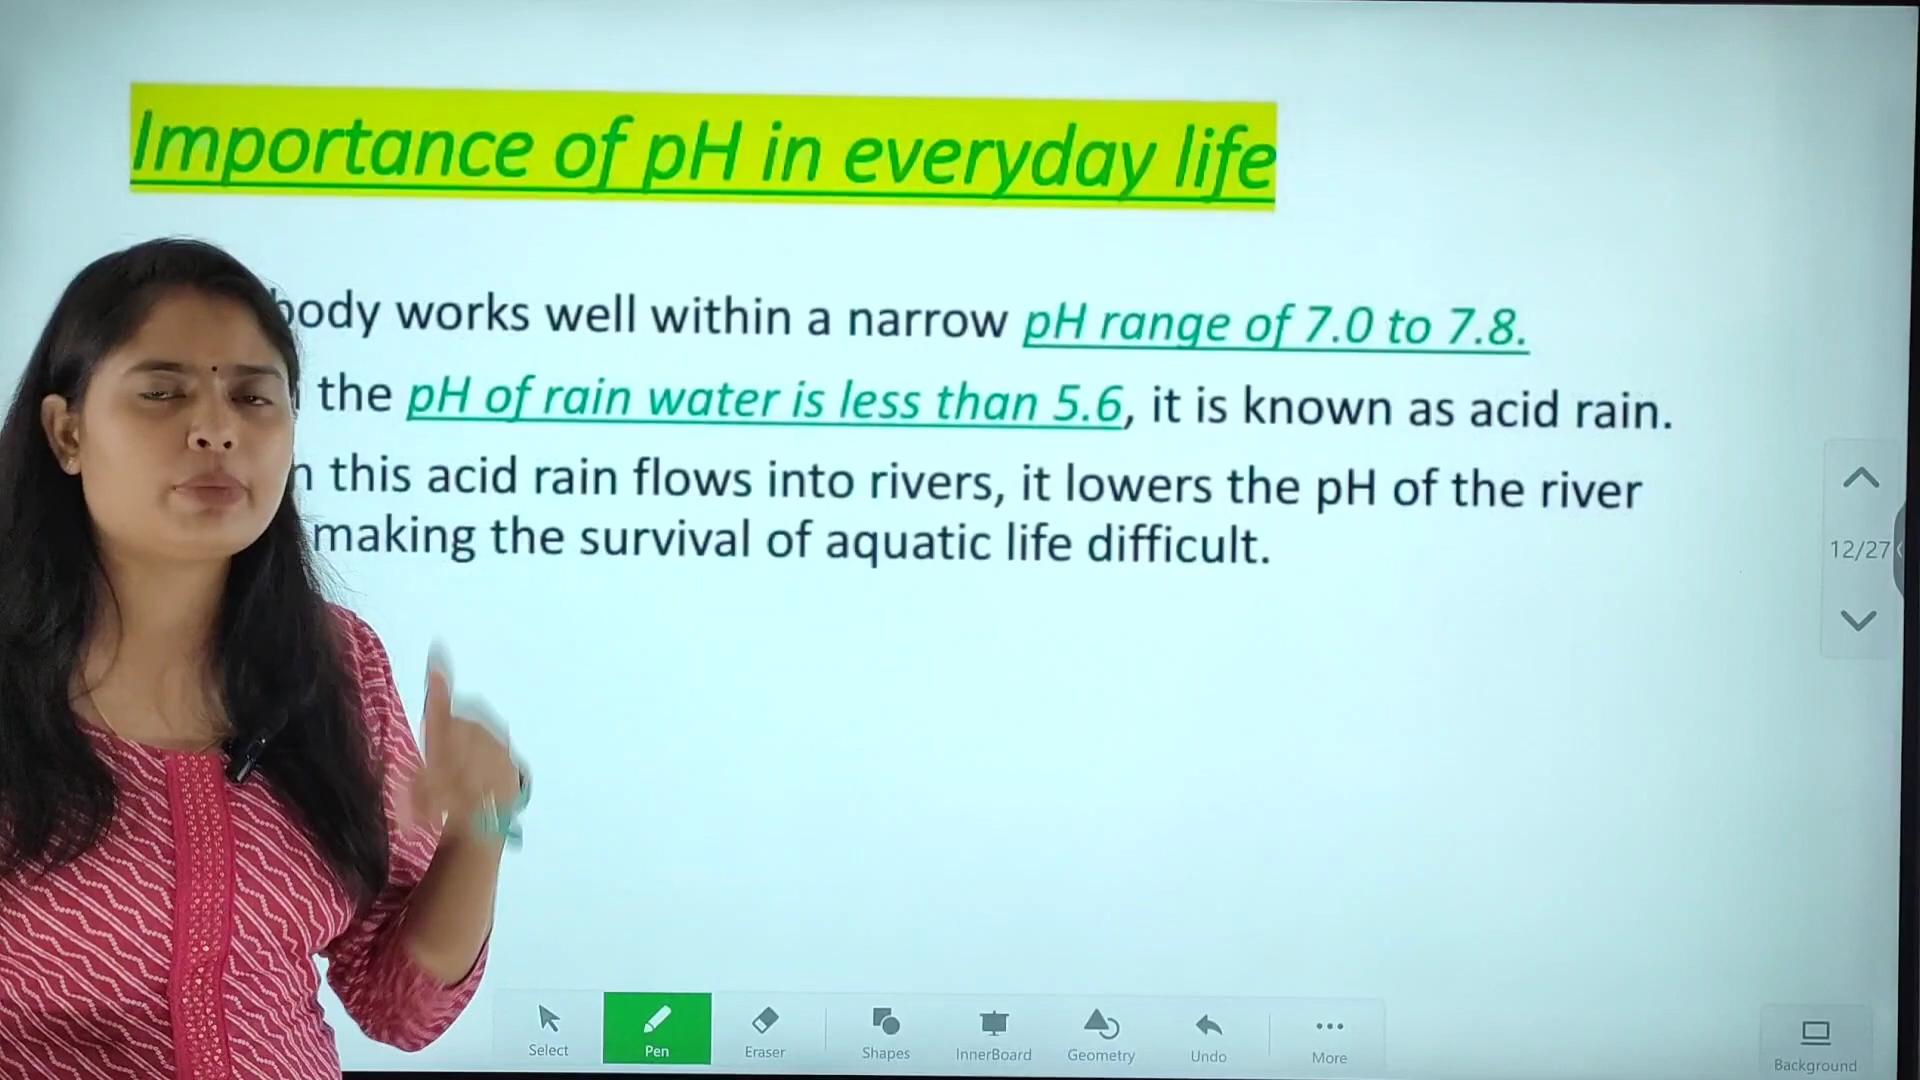 Importance of pH in everyday life
body works well within a narrow pH range of 7.0 to 7.8.
the pH of rain water is less than 5.6, it is known as acid rain.
this acid rain flows into rivers, it lowers the pH of the river
making the survival of aquatic life difficult.
12/27
Select
Pen
Eraser
Shapes
InnerBoard
Geometry
Undo
More
Background